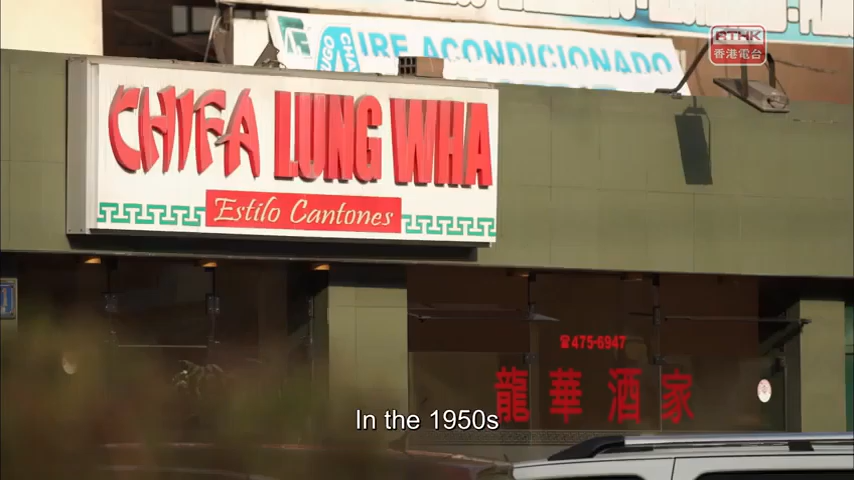 RTHK
香港電台
AIRE ACONDICIONADO
CHIFA LUNG WHA
Estilo Cantones
☎475-6947
龍華酒家
In the 1950s